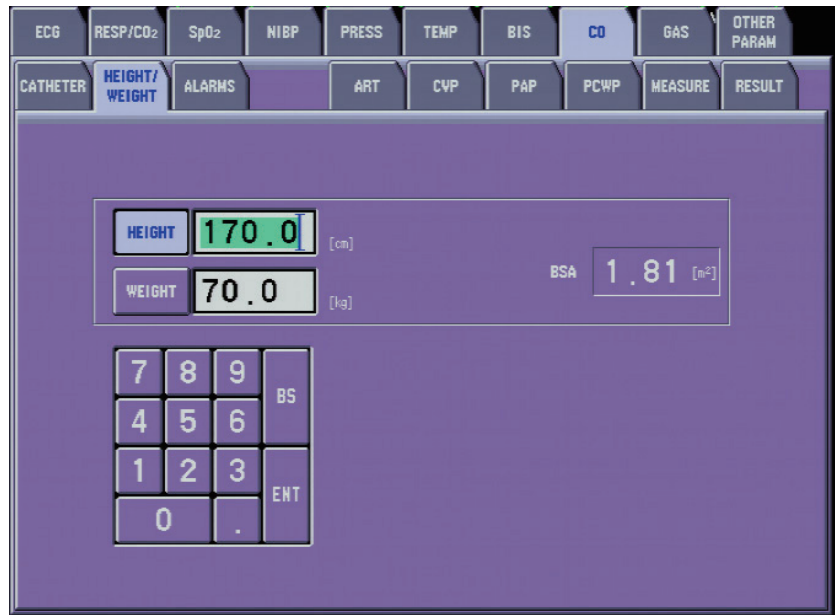 ECG RESP/CO₂ SpO₂ NIBP PRESS TEMP BIS CO GAS OTHER PARAM
CATHETER HEIGHT/ WEIGHT ALARMS ART CVP PAP PCWP MEASURE RESULT
HEIGHT 170.0 [cm]
BSA 1.81 [m²]
WEIGHT 70.0 [kg]
7 8 9 BS
4 5 6
1 2 3 ENT
0 .